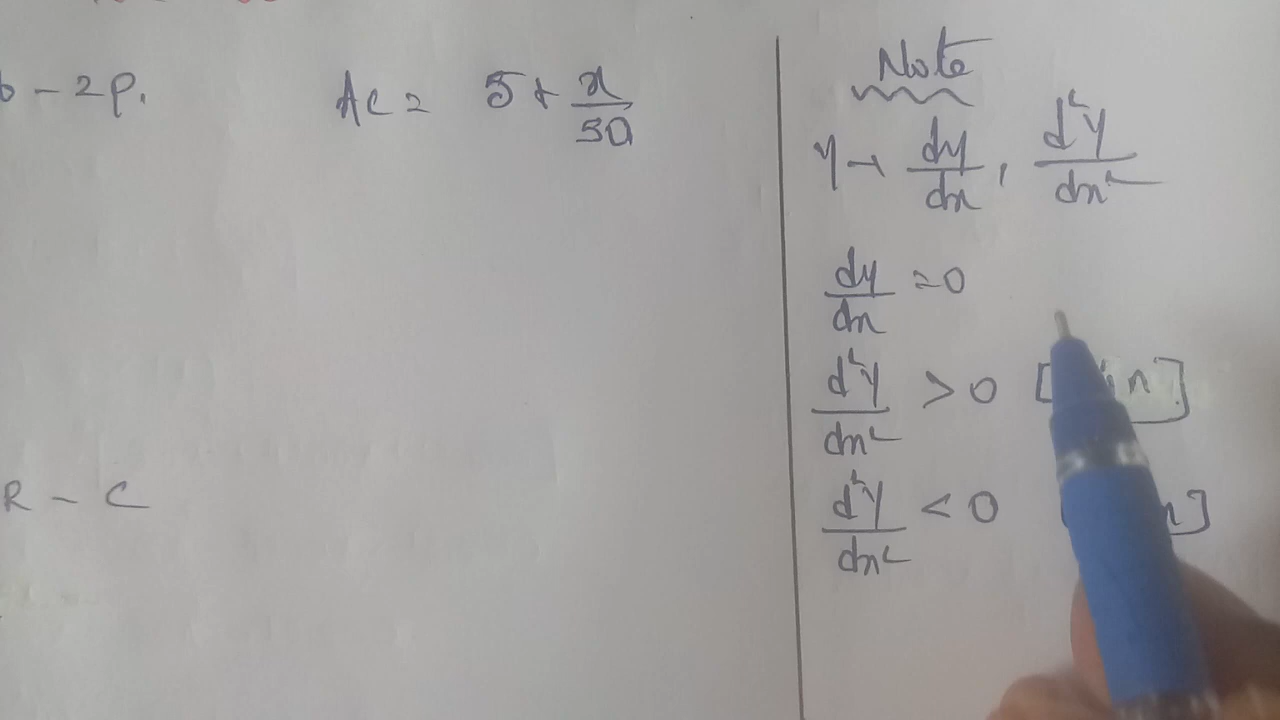 - 2p.
AC = 5 + x/50
R - C
Note
y → dy/dx, d²y/dx²
dy/dx = 0
d²y/dx² > 0 [
d²y/dx² < 0